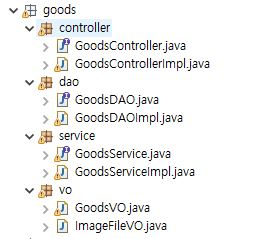 goods
controller
GoodsController.java
GoodsControllerImpl.java
dao
GoodsDAO.java
GoodsDAOImpl.java
service
GoodsService.java
GoodsServiceImpl.java
vo
GoodsVO.java
ImageFileVO.java